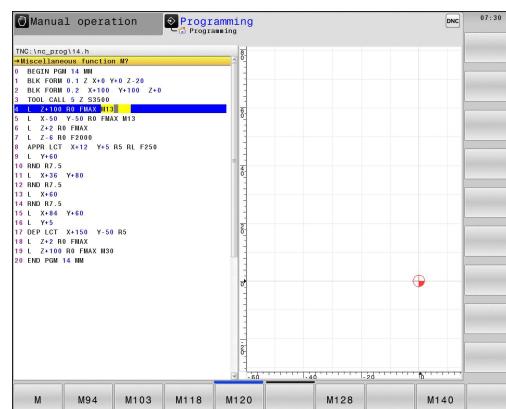 Manual operation
Programming
Programming
DNC
07:30
TNC:\nc_prog\14.h
→Miscellaneous function M?
0 BEGIN PGM 14 MM
1 BLK FORM 0.1 Z X+0 Y+0 Z-20
2 BLK FORM 0.2 X+100 Y+100 Z+0
3 TOOL CALL 5 Z S3500
4 L Z+100 R0 FMAX M13
5 L X-50 Y-50 R0 FMAX M13
6 L Z+2 R0 FMAX
7 L Z-6 R0 F2000
8 APPR LCT X+12 Y+5 R5 RL F250
9 L Y+60
10 RND R7.5
11 L X+36 Y+80
12 RND R7.5
13 L X+60
14 RND R7.5
15 L X+84 Y+60
16 L Y+5
17 DEP LCT X+150 Y-50 R5
18 L Z+2 R0 FMAX
19 L Z+100 R0 FMAX M30
20 END PGM 14 MM
-60 -40 -20 0
M M94 M103 M118 M120 M128 M140